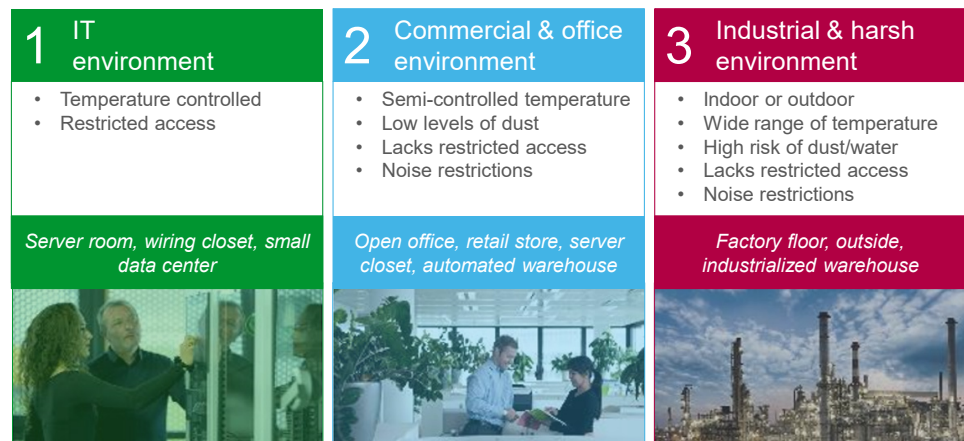 1
IT
environment
• Temperature controlled
• Restricted access
Server room, wiring closet, small
data center
2
Commercial & office
environment
• Semi-controlled temperature
• Low levels of dust
• Lacks restricted access
• Noise restrictions
Open office, retail store, server
closet, automated warehouse
3
Industrial & harsh
environment
• Indoor or outdoor
• Wide range of temperature
• High risk of dust/water
• Lacks restricted access
• Noise restrictions
Factory floor, outside,
industrialized warehouse